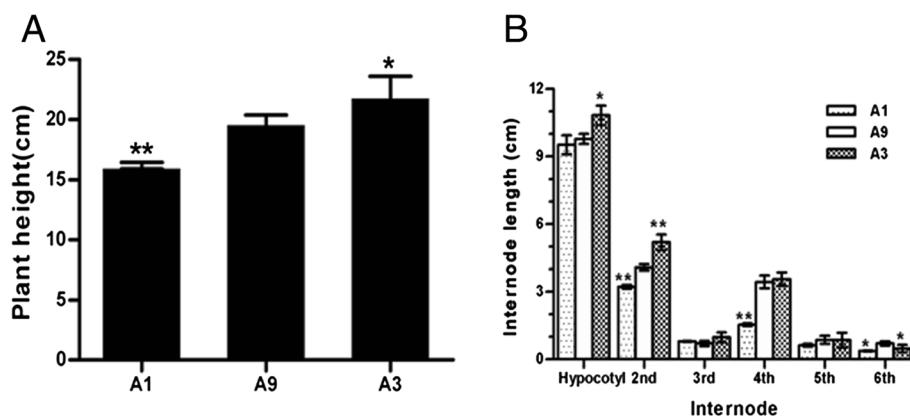 A
Plant height(cm)
25
20
15
10
5
0
**
*
A1
A9
A3
B
Internode length (cm)
12
9
6
3
0
*
**
**
**
*
*
A1
A9
A3
Hypocotyl
2nd
3rd
4th
5th
6th
Internode